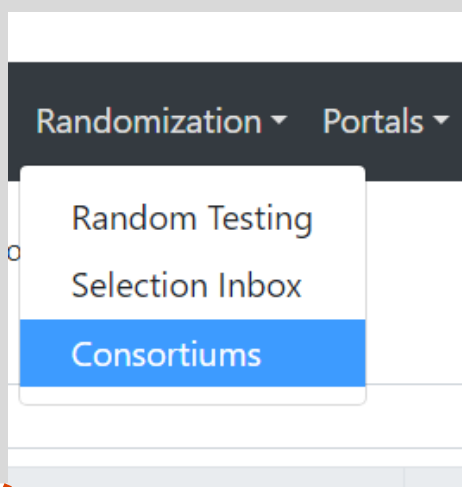 Randomization Portals
Random Testing
Selection Inbox
Consortiums